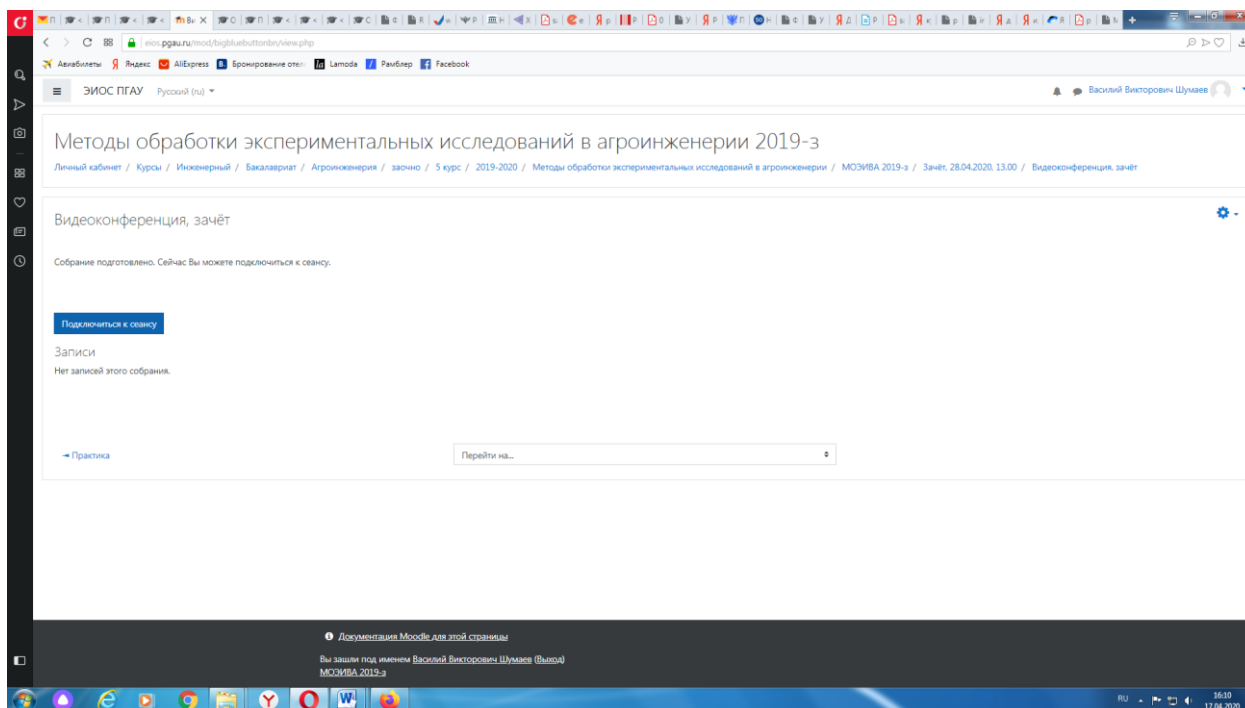 eios.pgau.ru/mod/bigbluebuttonbn/view.php
Авиабилеты Яндекс AliExpress Бронирование отел Lamoda Рамблер Facebook
ЭИОС ПГАУ Русский (ru) Василий Викторович Шумаев
Методы обработки экспериментальных исследований в агроинженерии 2019-з
Личный кабинет / Курсы / Инженерный / Бакалавриат / Агроинженерия / заочно / 5 курс / 2019-2020 / Методы обработки экспериментальных исследований в агроинженерии / МОЭИВА 2019-з / Зачёт, 28.04.2020, 13.00 / Видеоконференция, зачёт
Видеоконференция, зачёт
Собрание подготовлено. Сейчас Вы можете подключиться к сеансу.
Подключиться к сеансу
Записи
Нет записей этого собрания.
◄ Практика Перейти на...
Документация Moodle для этой страницы
Вы зашли под именем Василий Викторович Шумаев (Выход)
МОЭИВА 2019-з
RU 16:10
17.04.2020